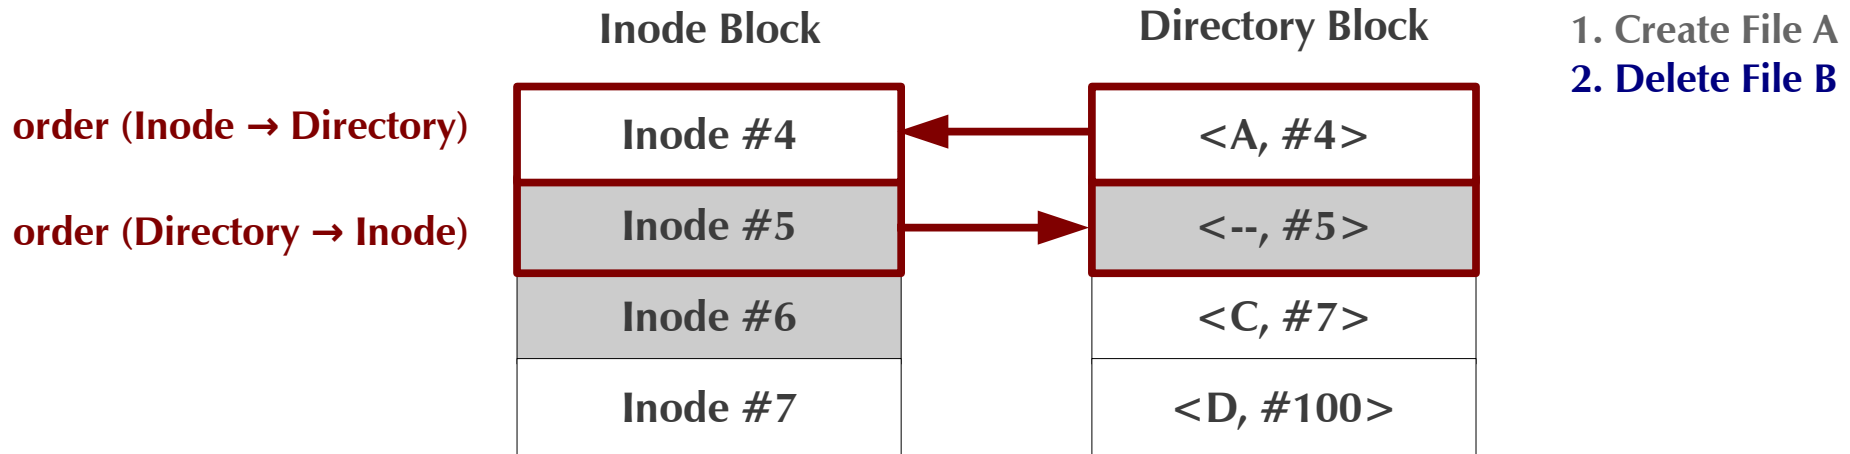 Inode Block
Directory Block
1. Create File A
2. Delete File B
order (Inode → Directory)
Inode #4
<A, #4>
order (Directory → Inode)
Inode #5
<--, #5>
Inode #6
<C, #7>
Inode #7
<D, #100>